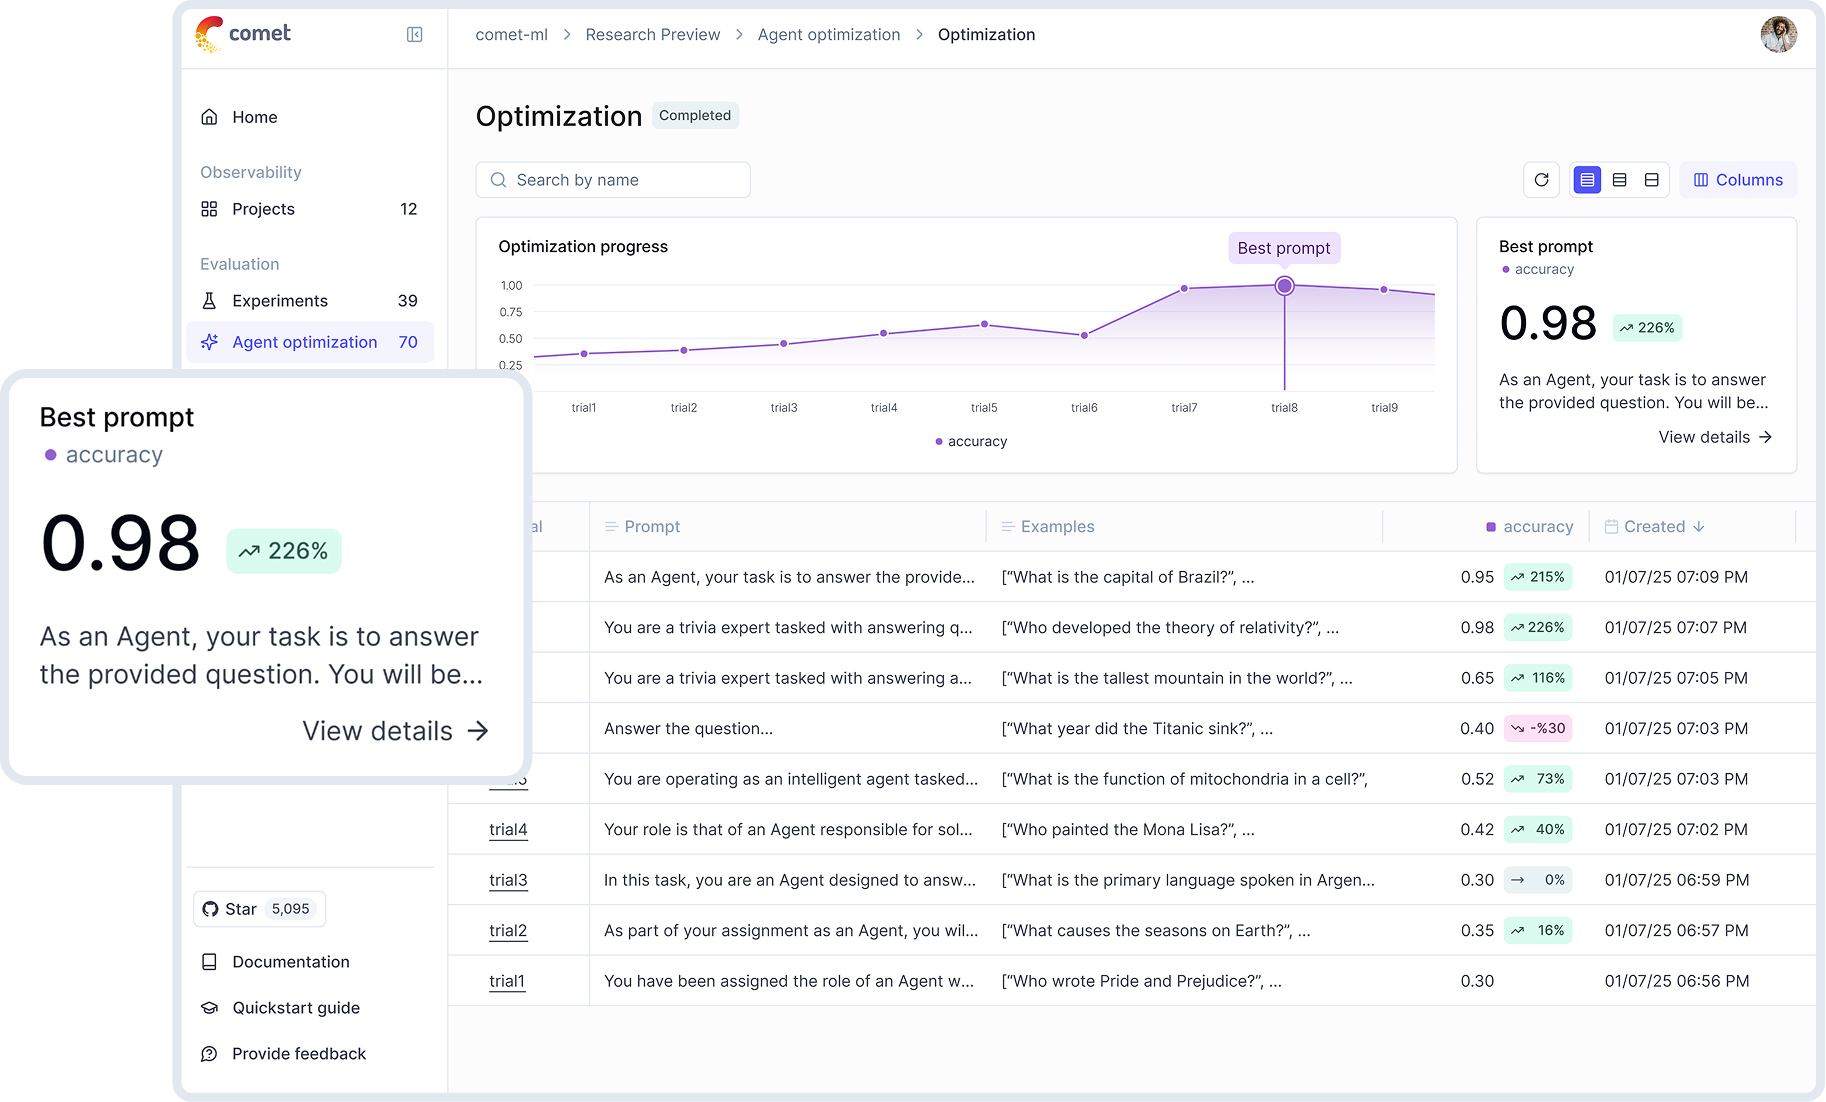 comet
comet-ml > Research Preview > Agent optimization > Optimization
Home
Observability
Projects 12
Evaluation
Experiments 39
Agent optimization 70
Optimization Completed
Search by name
Columns
Optimization progress
Best prompt
1.00
0.75
0.50
0.25
trial1 trial2 trial3 trial4 trial5 trial6 trial7 trial8 trial9
accuracy
Best prompt
accuracy
0.98 226%
As an Agent, your task is to answer
the provided question. You will be...
View details →
Best prompt
accuracy
0.98 226%
As an Agent, your task is to answer
the provided question. You will be...
View details →
al Prompt Examples accuracy Created ↓
As an Agent, your task is to answer the provide... [“What is the capital of Brazil?”, ... 0.95 215% 01/07/25 07:09 PM
You are a trivia expert tasked with answering q... [“Who developed the theory of relativity?”, ... 0.98 226% 01/07/25 07:07 PM
You are a trivia expert tasked with answering a... [“What is the tallest mountain in the world?”, ... 0.65 116% 01/07/25 07:05 PM
Answer the question... [“What year did the Titanic sink?”, ... 0.40 -%30 01/07/25 07:03 PM
You are operating as an intelligent agent tasked... [“What is the function of mitochondria in a cell?”, 0.52 73% 01/07/25 07:03 PM
trial4 Your role is that of an Agent responsible for sol... [“Who painted the Mona Lisa?”, ... 0.42 40% 01/07/25 07:02 PM
trial3 In this task, you are an Agent designed to answ... [“What is the primary language spoken in Argen... 0.30 → 0% 01/07/25 06:59 PM
trial2 As part of your assignment as an Agent, you wil... [“What causes the seasons on Earth?”, ... 0.35 16% 01/07/25 06:57 PM
trial1 You have been assigned the role of an Agent w... [“Who wrote Pride and Prejudice?”, ... 0.30 01/07/25 06:56 PM
Star 5,095
Documentation
Quickstart guide
Provide feedback